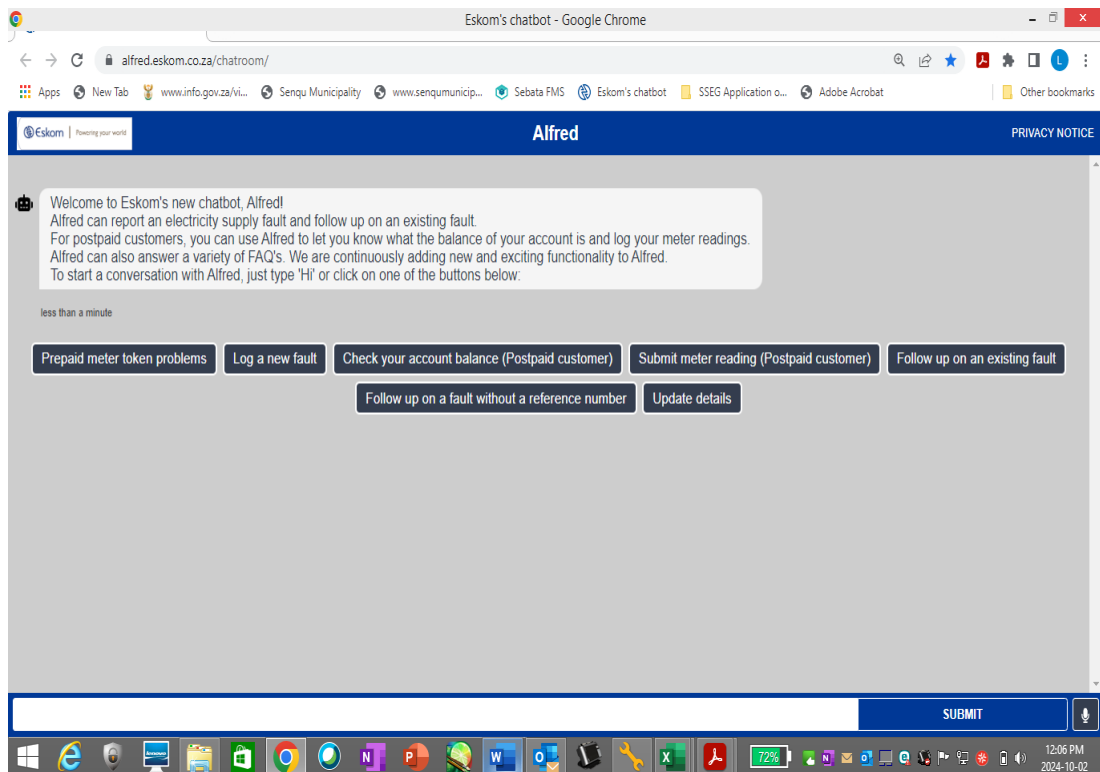 Eskom's chatbot - Google Chrome
alfred.eskom.co.za/chatroom/
Apps New Tab www.info.gov.za/vi... Senqu Municipality www.senqumunicip... Sebata FMS Eskom's chatbot SSEG Application o... Adobe Acrobat Other bookmarks
Eskom Powering your world Alfred PRIVACY NOTICE
Welcome to Eskom's new chatbot, Alfred!
Alfred can report an electricity supply fault and follow up on an existing fault.
For postpaid customers, you can use Alfred to let you know what the balance of your account is and log your meter readings.
Alfred can also answer a variety of FAQ's. We are continuously adding new and exciting functionality to Alfred.
To start a conversation with Alfred, just type 'Hi' or click on one of the buttons below:
less than a minute
Prepaid meter token problems Log a new fault Check your account balance (Postpaid customer) Submit meter reading (Postpaid customer) Follow up on an existing fault
Follow up on a fault without a reference number Update details
SUBMIT
72% 12:06 PM
2024-10-02